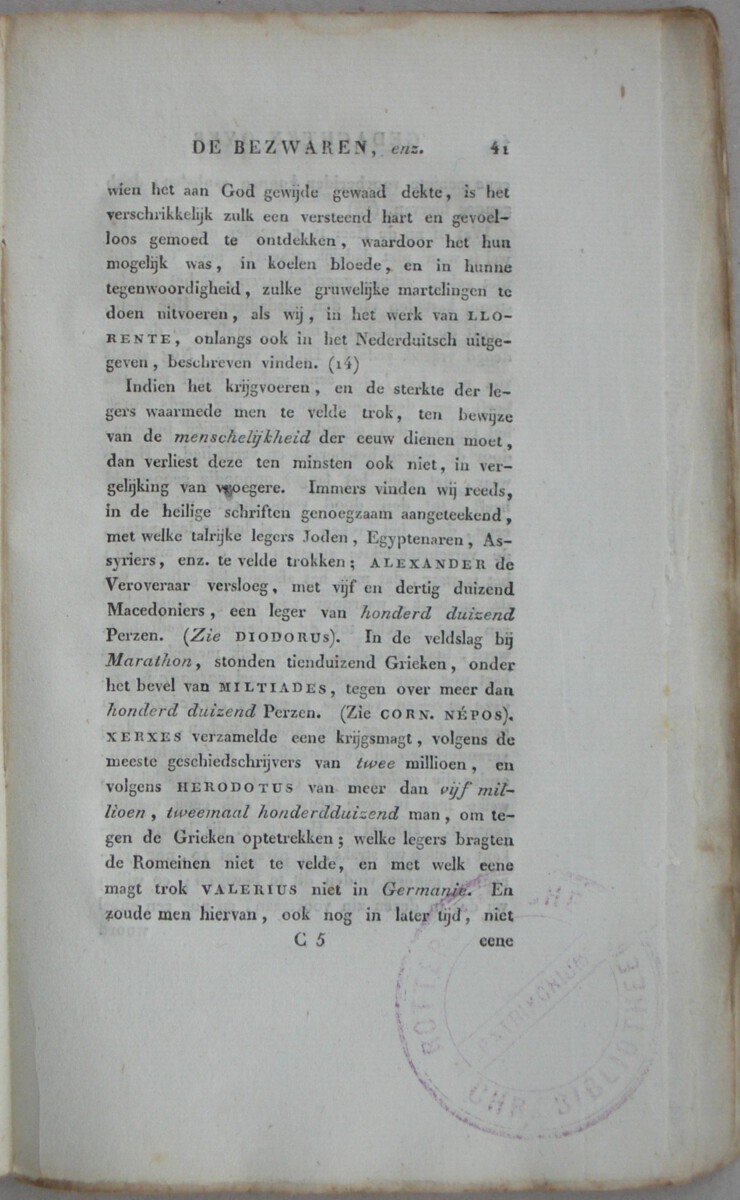 DE BEZWAREN, enz. 41
wien het aan God gewijde gewaad dekte, is het
verschrikkelijk zulk een versteend hart en gevoel-
loos gemoed te ontdekken, waardoor het hun
mogelijk was, in koelen bloede, en in hunne
tegenwoordigheid, zulke gruwelijke martelingen te
doen uitvoeren, als wij, in het werk van LLO-
RENTE, onlangs ook in het Nederduitsch uitge-
geven, beschreven vinden. (14)
Indien het krijgvoeren, en de sterkte der le-
gers waarmede men te velde trok, ten bewijze
van de menschelijkheid der eeuw dienen moet,
dan verliest deze ten minsten ook niet, in ver-
gelijking van vroegere. Immers vinden wij reeds,
in de heilige schriften genoegzaam aangeteekend,
met welke talrijke legers Joden, Egyptenaren, As-
syriers, enz. te velde trokken; ALEXANDER de
Veroveraar versloeg, met vijf en dertig duizend
Macedoniers, een leger van honderd duizend
Perzen. (Zie DIODORUS). In de veldslag bij
Marathon, stonden tienduizend Grieken, onder
het bevel van MILTIADES, tegen over meer dan
honderd duizend Perzen. (Zie CORN. NÉPOS).
XERXES verzamelde eene krijgsmagt, volgens de
meeste geschiedschrijvers van twee millioen, en
volgens HERODOTUS van meer dan vijf mil-
lioen, tweemaal honderdduizend man, om te-
gen de Grieken optetrekken; welke legers bragten
de Romeinen niet te velde, en met welk eene
magt trok VALERIUS niet in Germanië. En
zoude men hiervan, ook nog in later tijd, niet
C 5 eene
PATRIMONIUM
CHR. BIBLIOTHEE